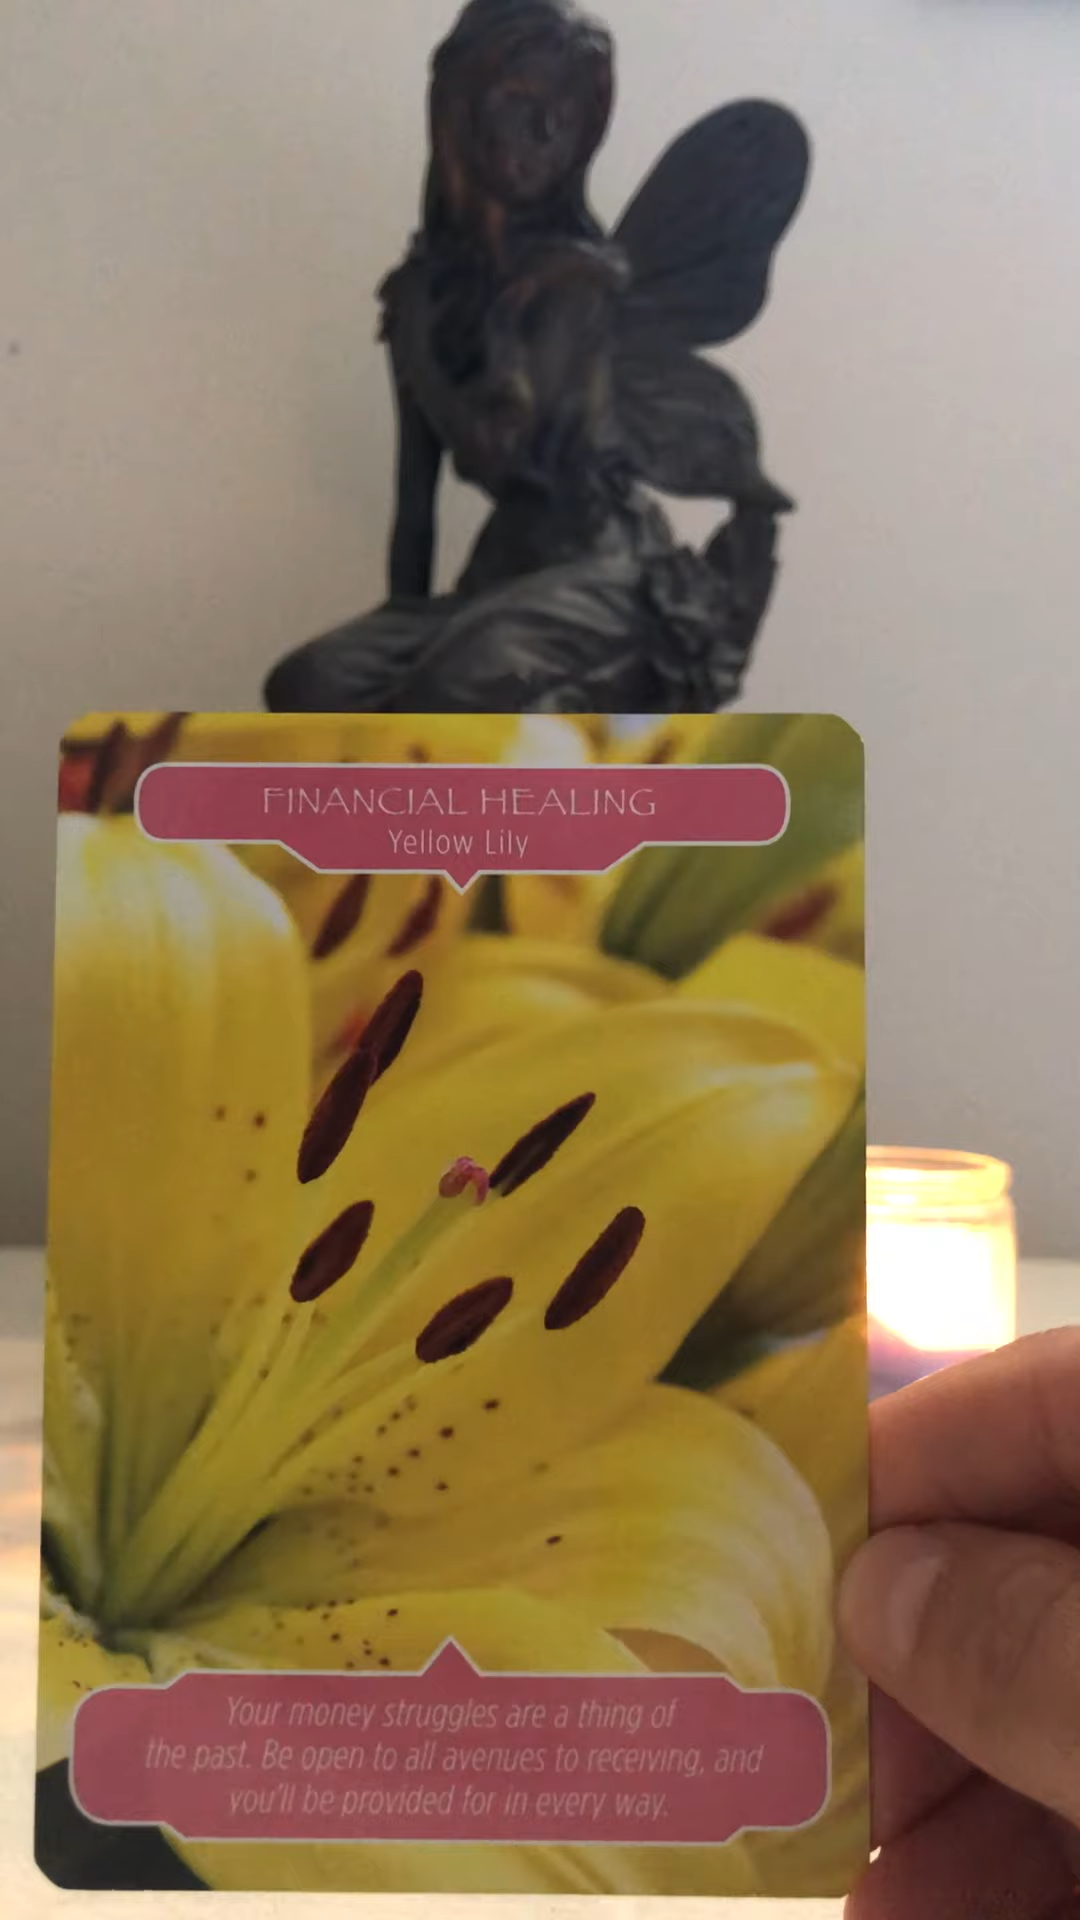 FINANCIAL HEALING
Yellow Lily
Your money struggles are a thing of
the past. Be open to all avenues to receiving, and
you'll be provided for in every way.